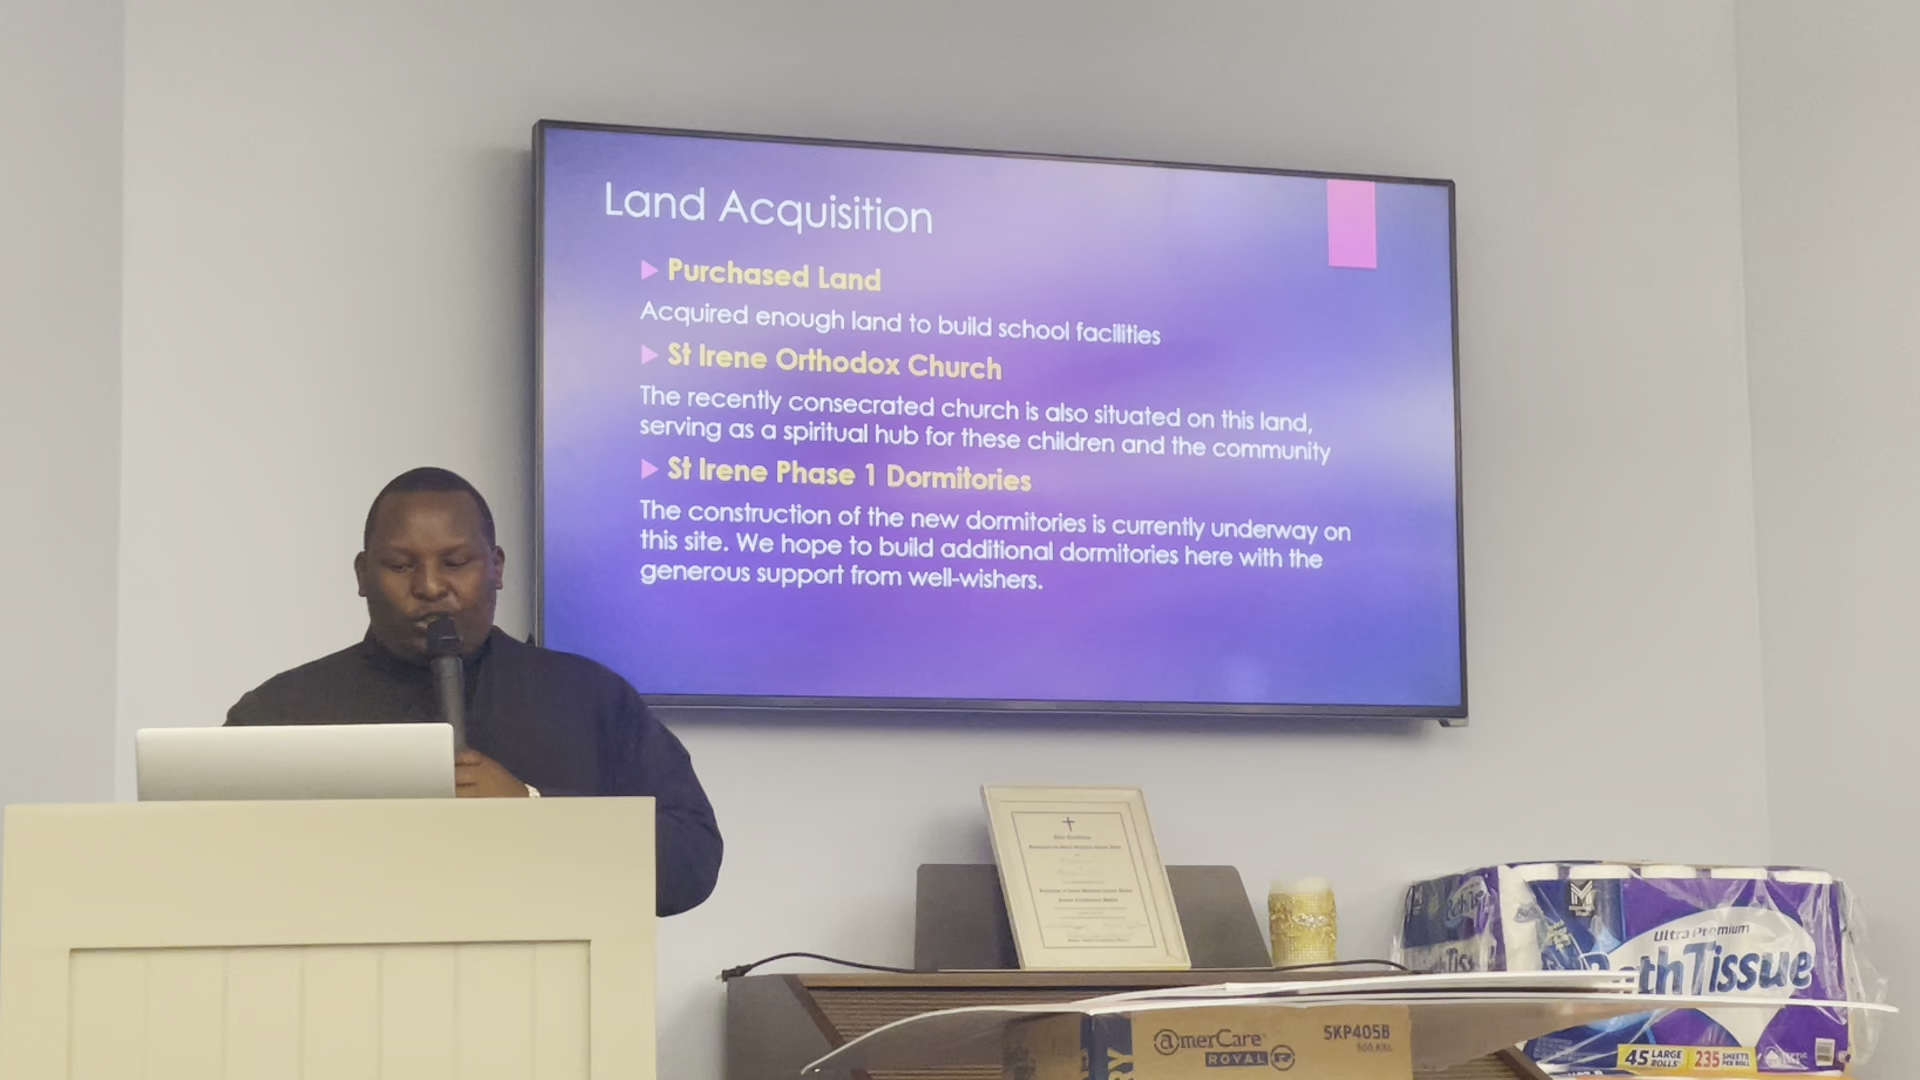 Land Acquisition
Purchased Land
Acquired enough land to build school facilities
St Irene Orthodox Church
The recently consecrated church is also situated on this land,
serving as a spiritual hub for these children and the community
St Irene Phase 1 Dormitories
The construction of the new dormitories is currently underway on
this site. We hope to build additional dormitories here with the
generous support from well-wishers.
Ultra Premium
Bath Tissue
45 LARGE ROLLS
235 SHEETS PER ROLL
amerCare
ROYAL
5KP405B
500 Kits